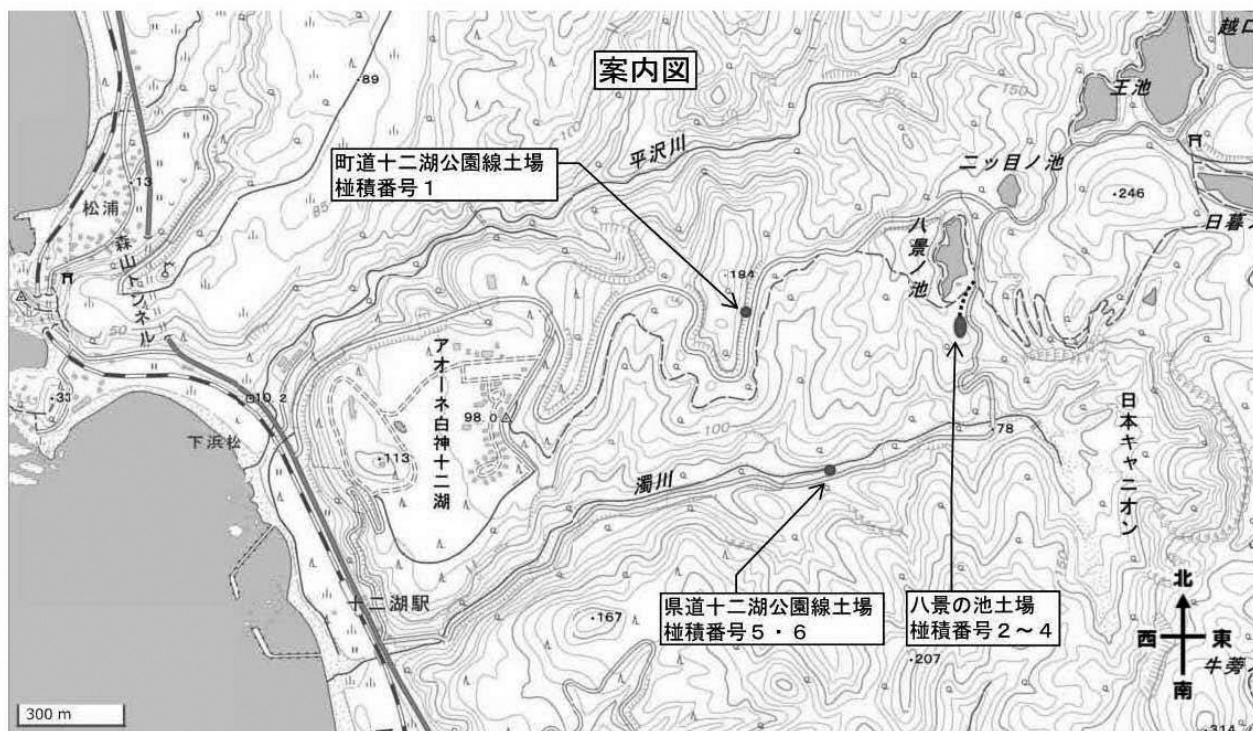 案内図
越口
王池
150
89
10
平沢川
町道十二湖公園線土場
椪積番号1
二ッ目ノ池
13
松浦
85
246
日暮
八景ノ池
184
森山トンネル
50
アオーネ白神十二湖
日本キャニオン
33
10.2
98.0
下浜松
100
78
113
濁川
150
十二湖駅
県道十二湖公園線土場
椪積番号5・6
八景の池土場
椪積番号2～4
北
西
東
南
167
207
牛蒡
300 m
314